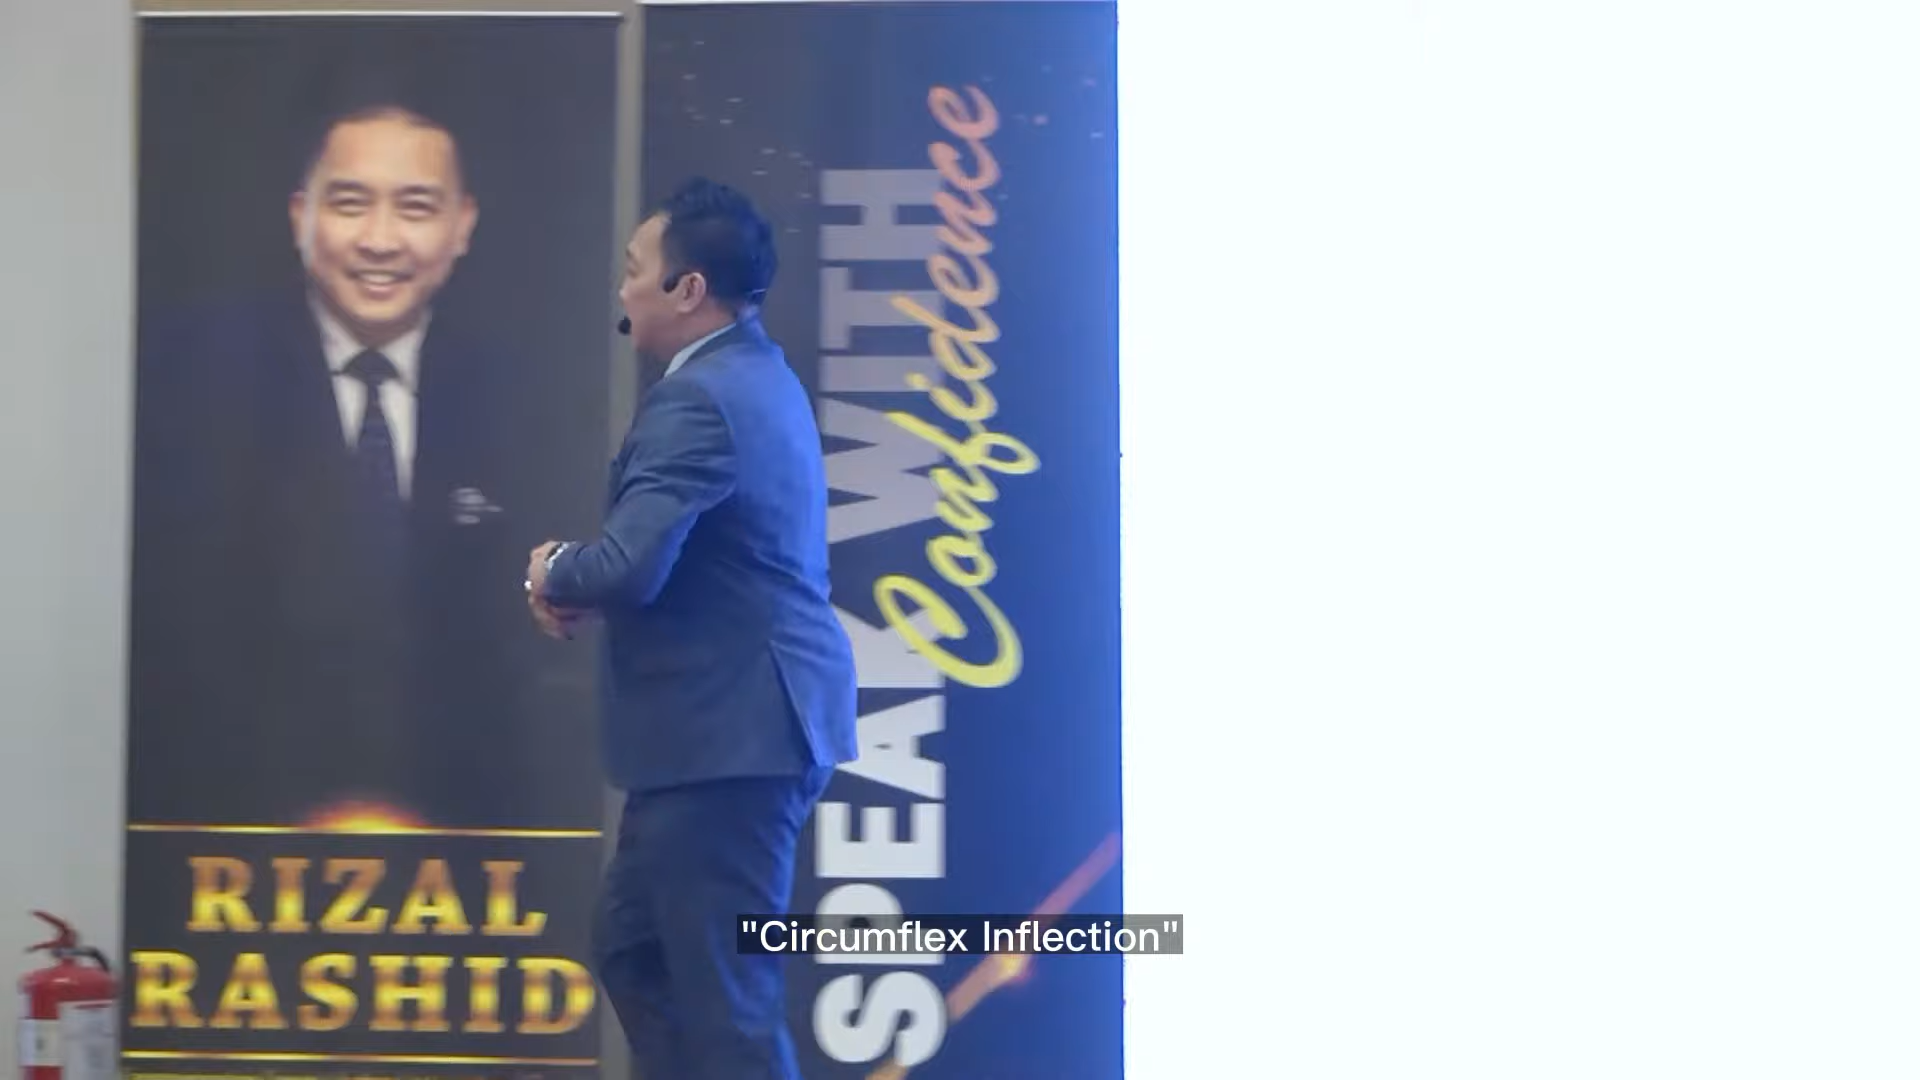 RIZAL
RASHID
SPEAK WITH
Confidence
"Circumflex Inflection"